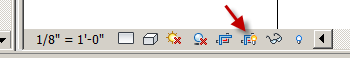 1/8" = 1'-0"